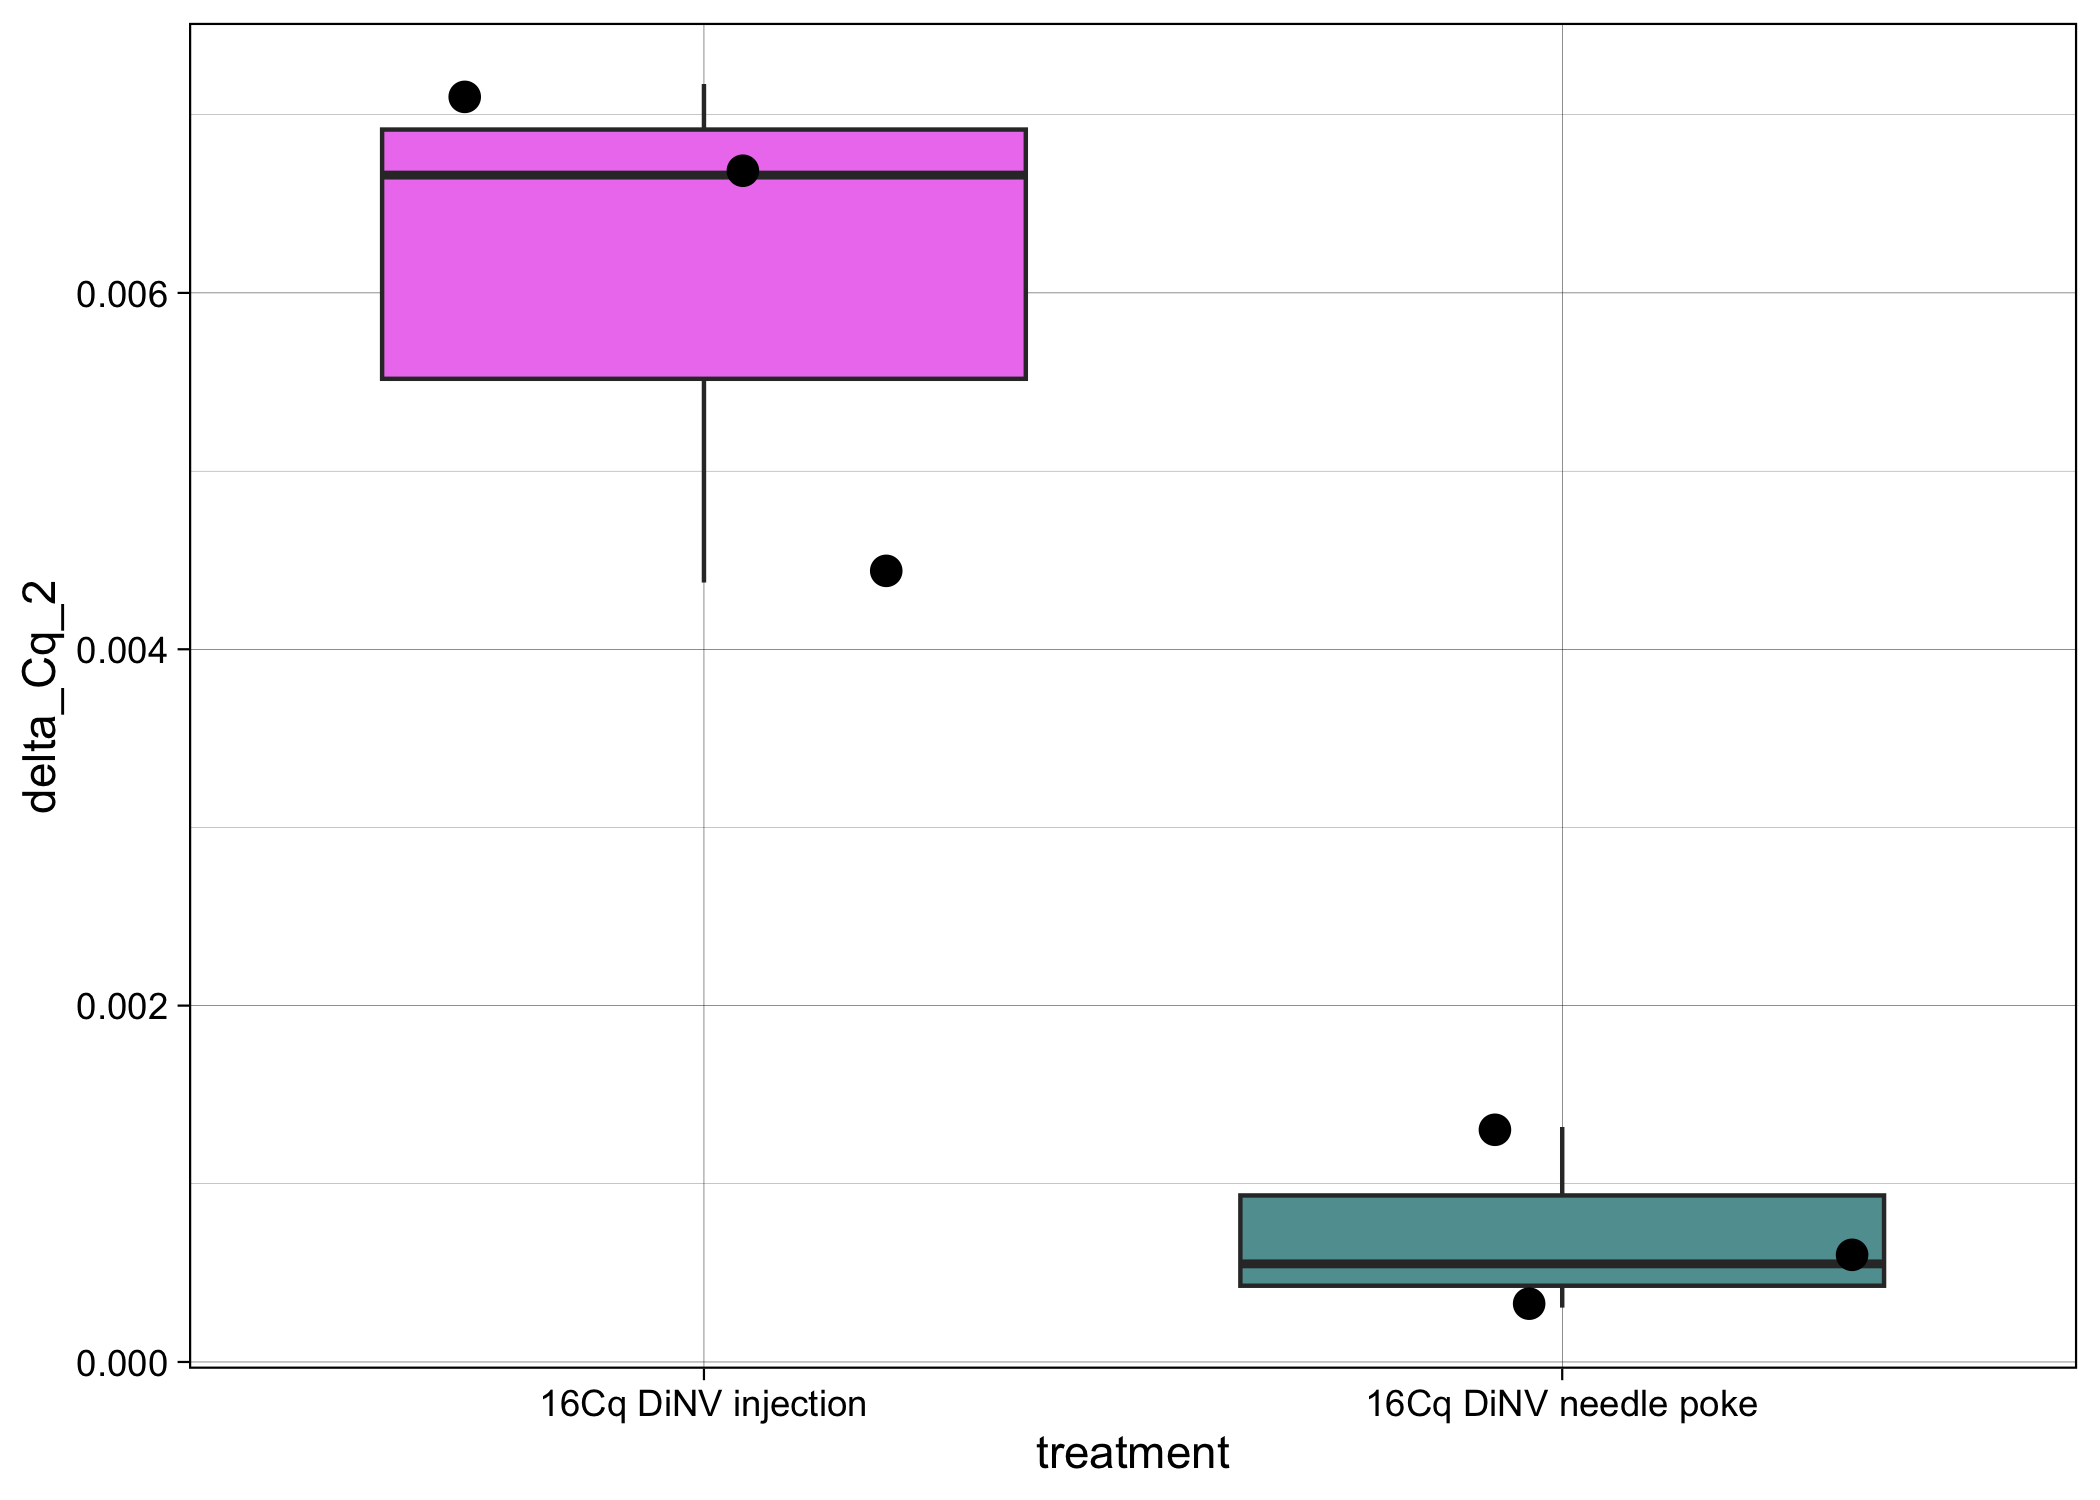 delta_Cq_2
0.006
0.004
0.002
0.000
16Cq DiNV injection
16Cq DiNV needle poke
treatment